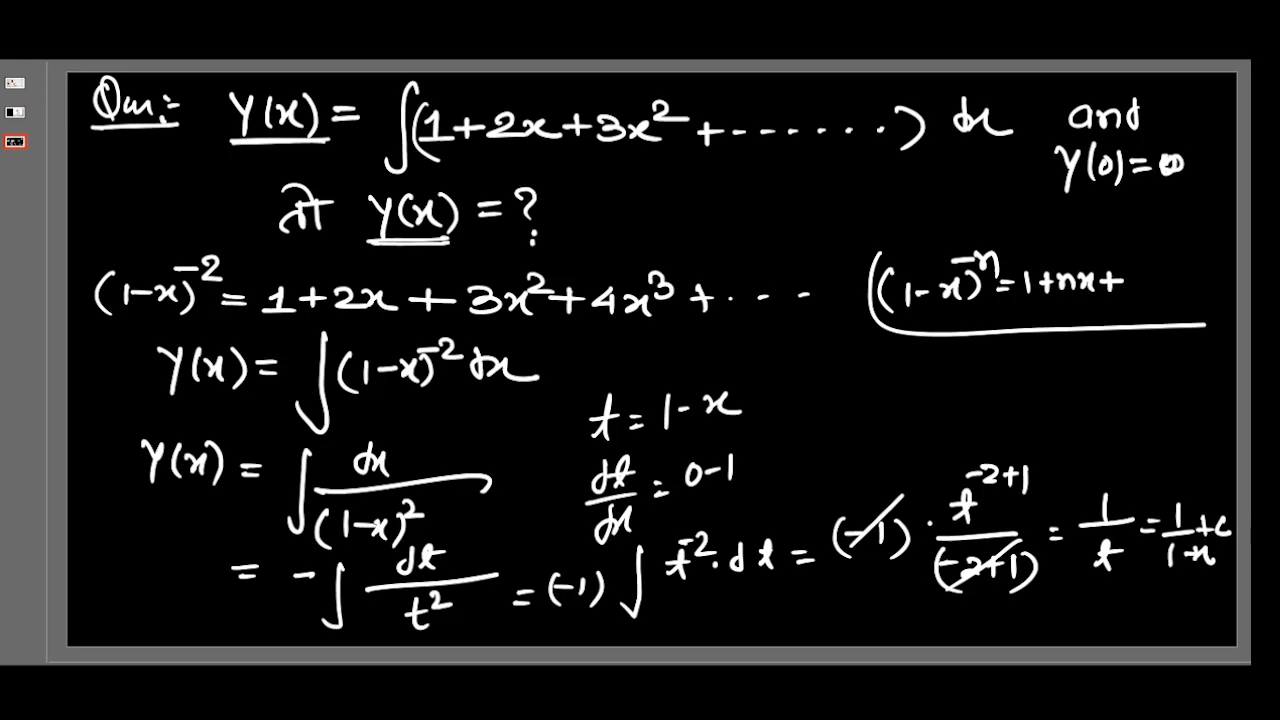 Qm:- Y(x) = ∫(1+2x+3x²+.......) dx and
Y(0)=0
तो Y(x) = ?
(1-x)⁻² = 1+2x+3x²+4x³+... ((1-x)⁻ⁿ=1+nx+
Y(x) = ∫(1-x)⁻² dx
t = 1-x
Y(x) = ∫ dx/(1-x)² dt/dx = 0-1
= -∫ dt/t² = (-1) ∫ t⁻².dt = (-1) . t⁻²⁺¹/(-2+1) = 1/t = 1/1-x +c